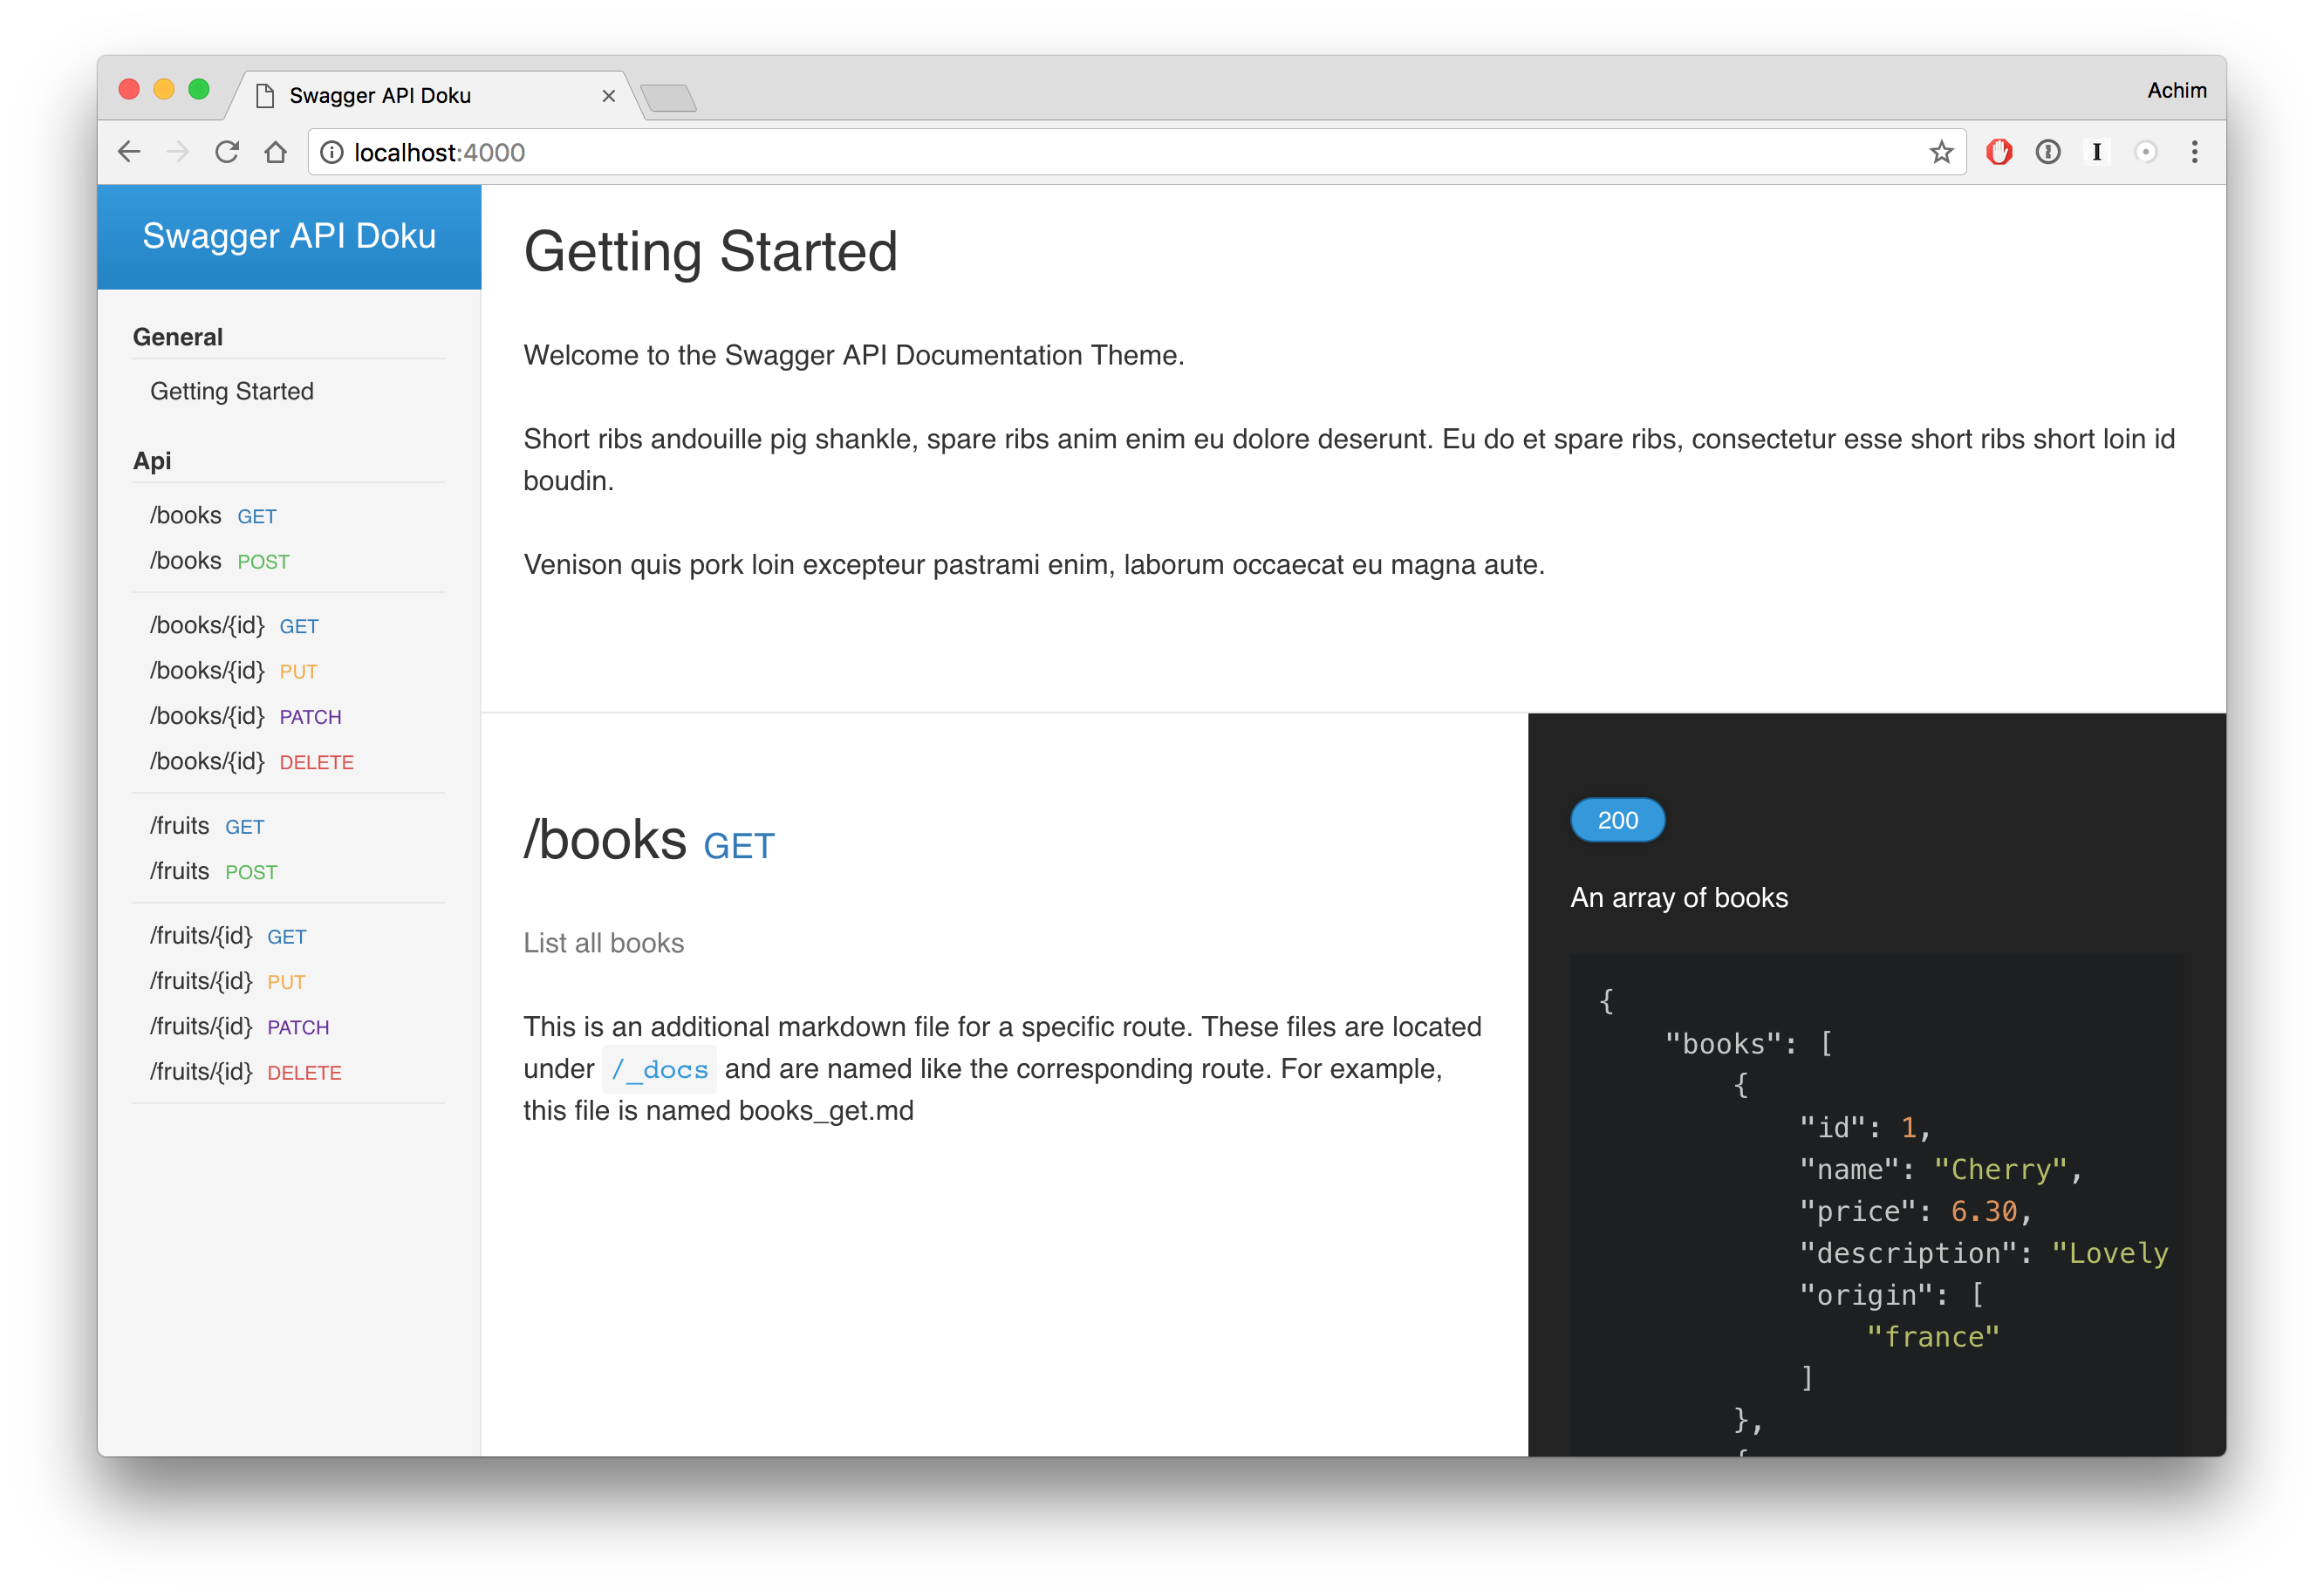 Swagger API Doku
Achim
localhost:4000
Swagger API Doku
General
Getting Started
Api
/books GET
/books POST
/books/{id} GET
/books/{id} PUT
/books/{id} PATCH
/books/{id} DELETE
/fruits GET
/fruits POST
/fruits/{id} GET
/fruits/{id} PUT
/fruits/{id} PATCH
/fruits/{id} DELETE
Getting Started
Welcome to the Swagger API Documentation Theme.
Short ribs andouille pig shankle, spare ribs anim enim eu dolore deserunt. Eu do et spare ribs, consectetur esse short ribs short loin id
boudin.
Venison quis pork loin excepteur pastrami enim, laborum occaecat eu magna aute.
/books GET
List all books
This is an additional markdown file for a specific route. These files are located
under /_docs and are named like the corresponding route. For example,
this file is named books_get.md
200
An array of books
{
"books": [
{
"id": 1,
"name": "Cherry",
"price": 6.30,
"description": "Lovely
"origin": [
"france"
]
},
{